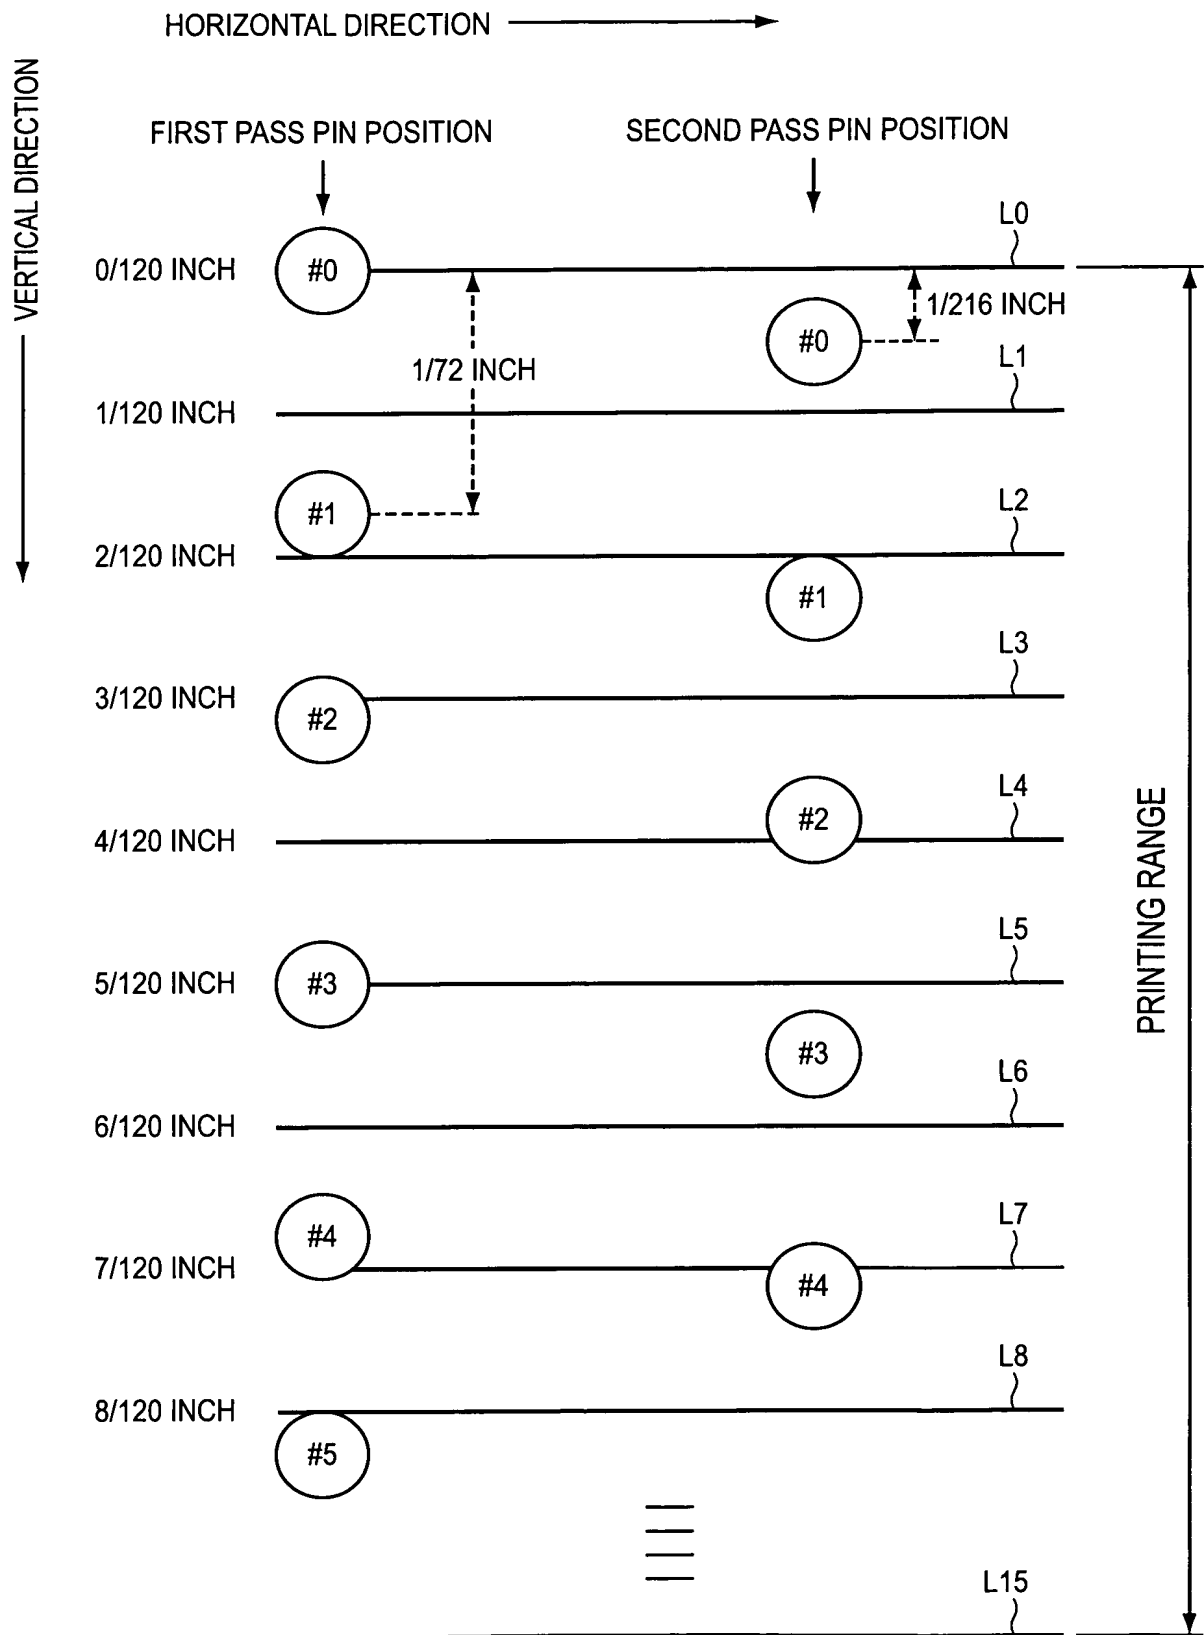 HORIZONTAL DIRECTION
VERTICAL DIRECTION
FIRST PASS PIN POSITION
SECOND PASS PIN POSITION
L0
0/120 INCH
#0
1/216 INCH
#0
L1
1/72 INCH
1/120 INCH
L2
#1
2/120 INCH
#1
L3
3/120 INCH
#2
L4
#2
4/120 INCH
PRINTING RANGE
L5
5/120 INCH
#3
#3
L6
6/120 INCH
L7
#4
7/120 INCH
#4
L8
8/120 INCH
#5
L15